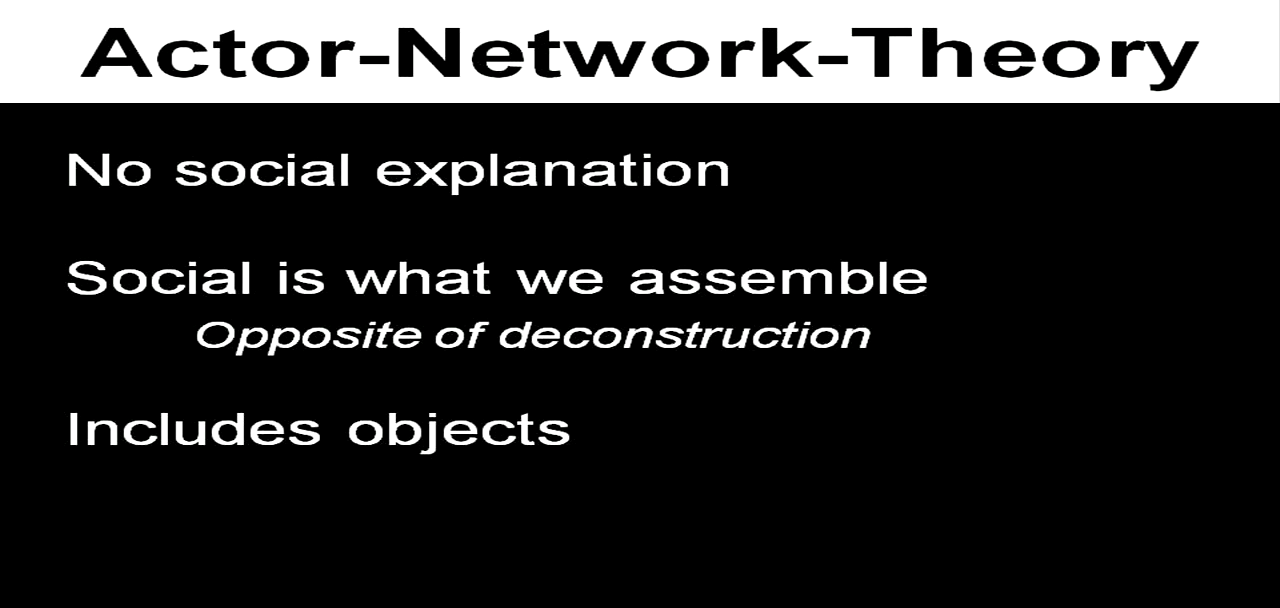 Actor-Network-Theory
No social explanation
Social is what we assemble
Opposite of deconstruction
Includes objects